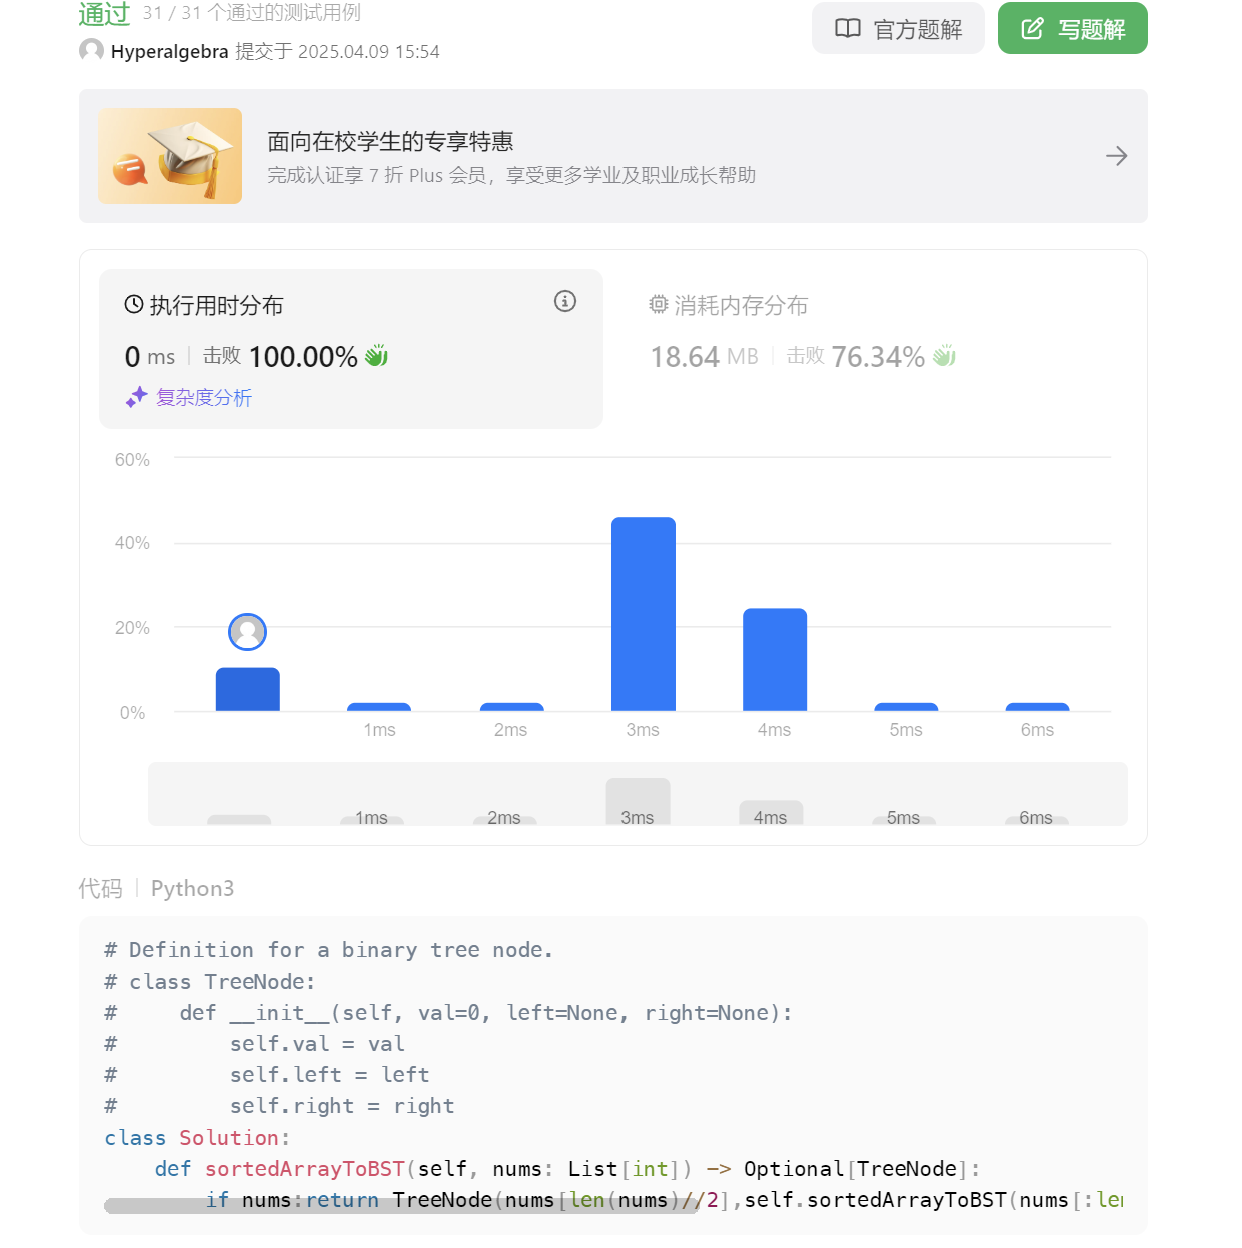 通过 31 / 31 个通过的测试用例
Hyperalgebra 提交于 2025.04.09 15:54
官方题解
写题解
面向在校学生的专享特惠
完成认证享 7 折 Plus 会员，享受更多学业及职业成长帮助
执行用时分布
0 ms 击败 100.00%
复杂度分析
消耗内存分布
18.64 MB 击败 76.34%
60%
40%
20%
0%
1ms 2ms 3ms 4ms 5ms 6ms
1ms 2ms 3ms 4ms 5ms 6ms
代码 Python3
# Definition for a binary tree node.
# class TreeNode:
#     def __init__(self, val=0, left=None, right=None):
#         self.val = val
#         self.left = left
#         self.right = right
class Solution:
    def sortedArrayToBST(self, nums: List[int]) -> Optional[TreeNode]:
        if nums:return TreeNode(nums[len(nums)//2],self.sortedArrayToBST(nums[:len